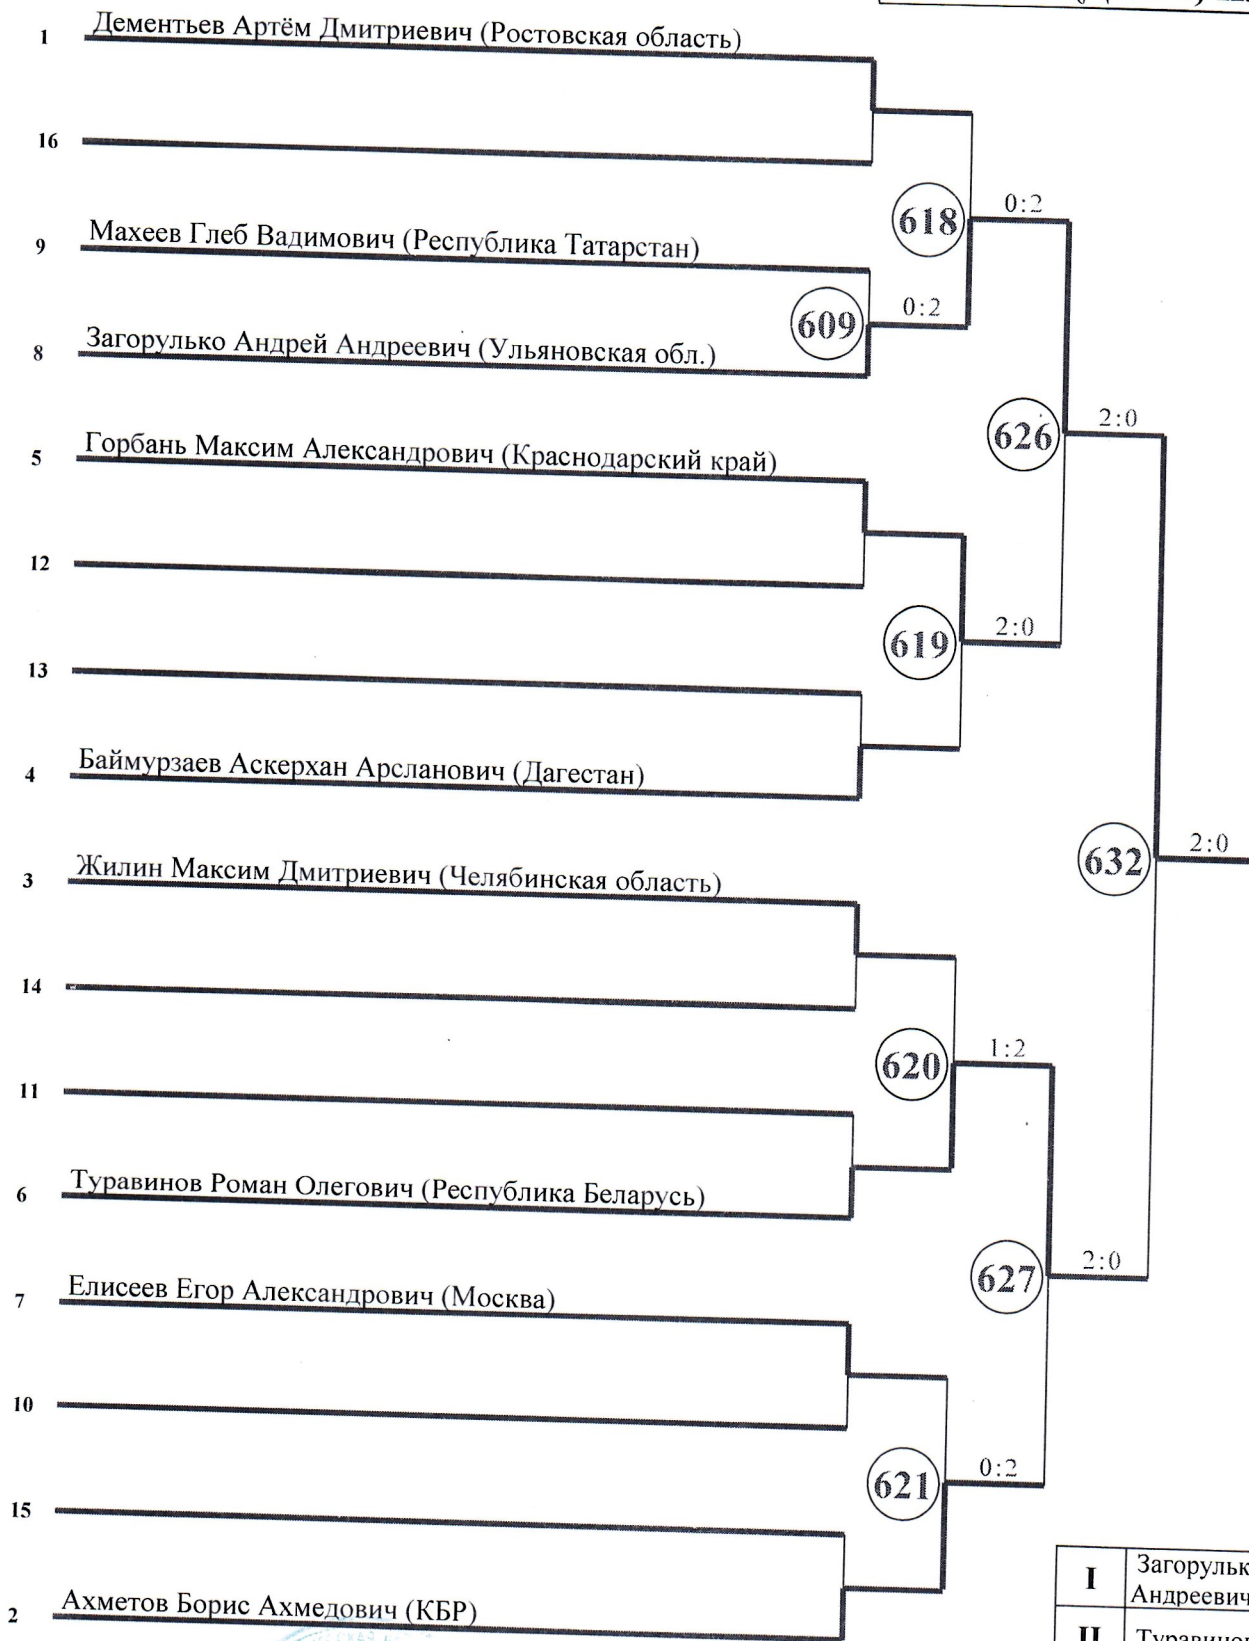 1 Дементьев Артём Дмитриевич (Ростовская область)
16
618 0:2
9 Махеев Глеб Вадимович (Республика Татарстан)
609 0:2
8 Загорулько Андрей Андреевич (Ульяновская обл.)
626 2:0
5 Горбань Максим Александрович (Краснодарский край)
12
619 2:0
13
4 Баймурзаев Аскерхан Арсланович (Дагестан)
632 2:0
3 Жилин Максим Дмитриевич (Челябинская область)
14
620 1:2
11
6 Туравинов Роман Олегович (Республика Беларусь)
627 2:0
7 Елисеев Егор Александрович (Москва)
10
621 0:2
15
2 Ахметов Борис Ахмедович (КБР)
I Загорульк
Андреевич
II Туравинов